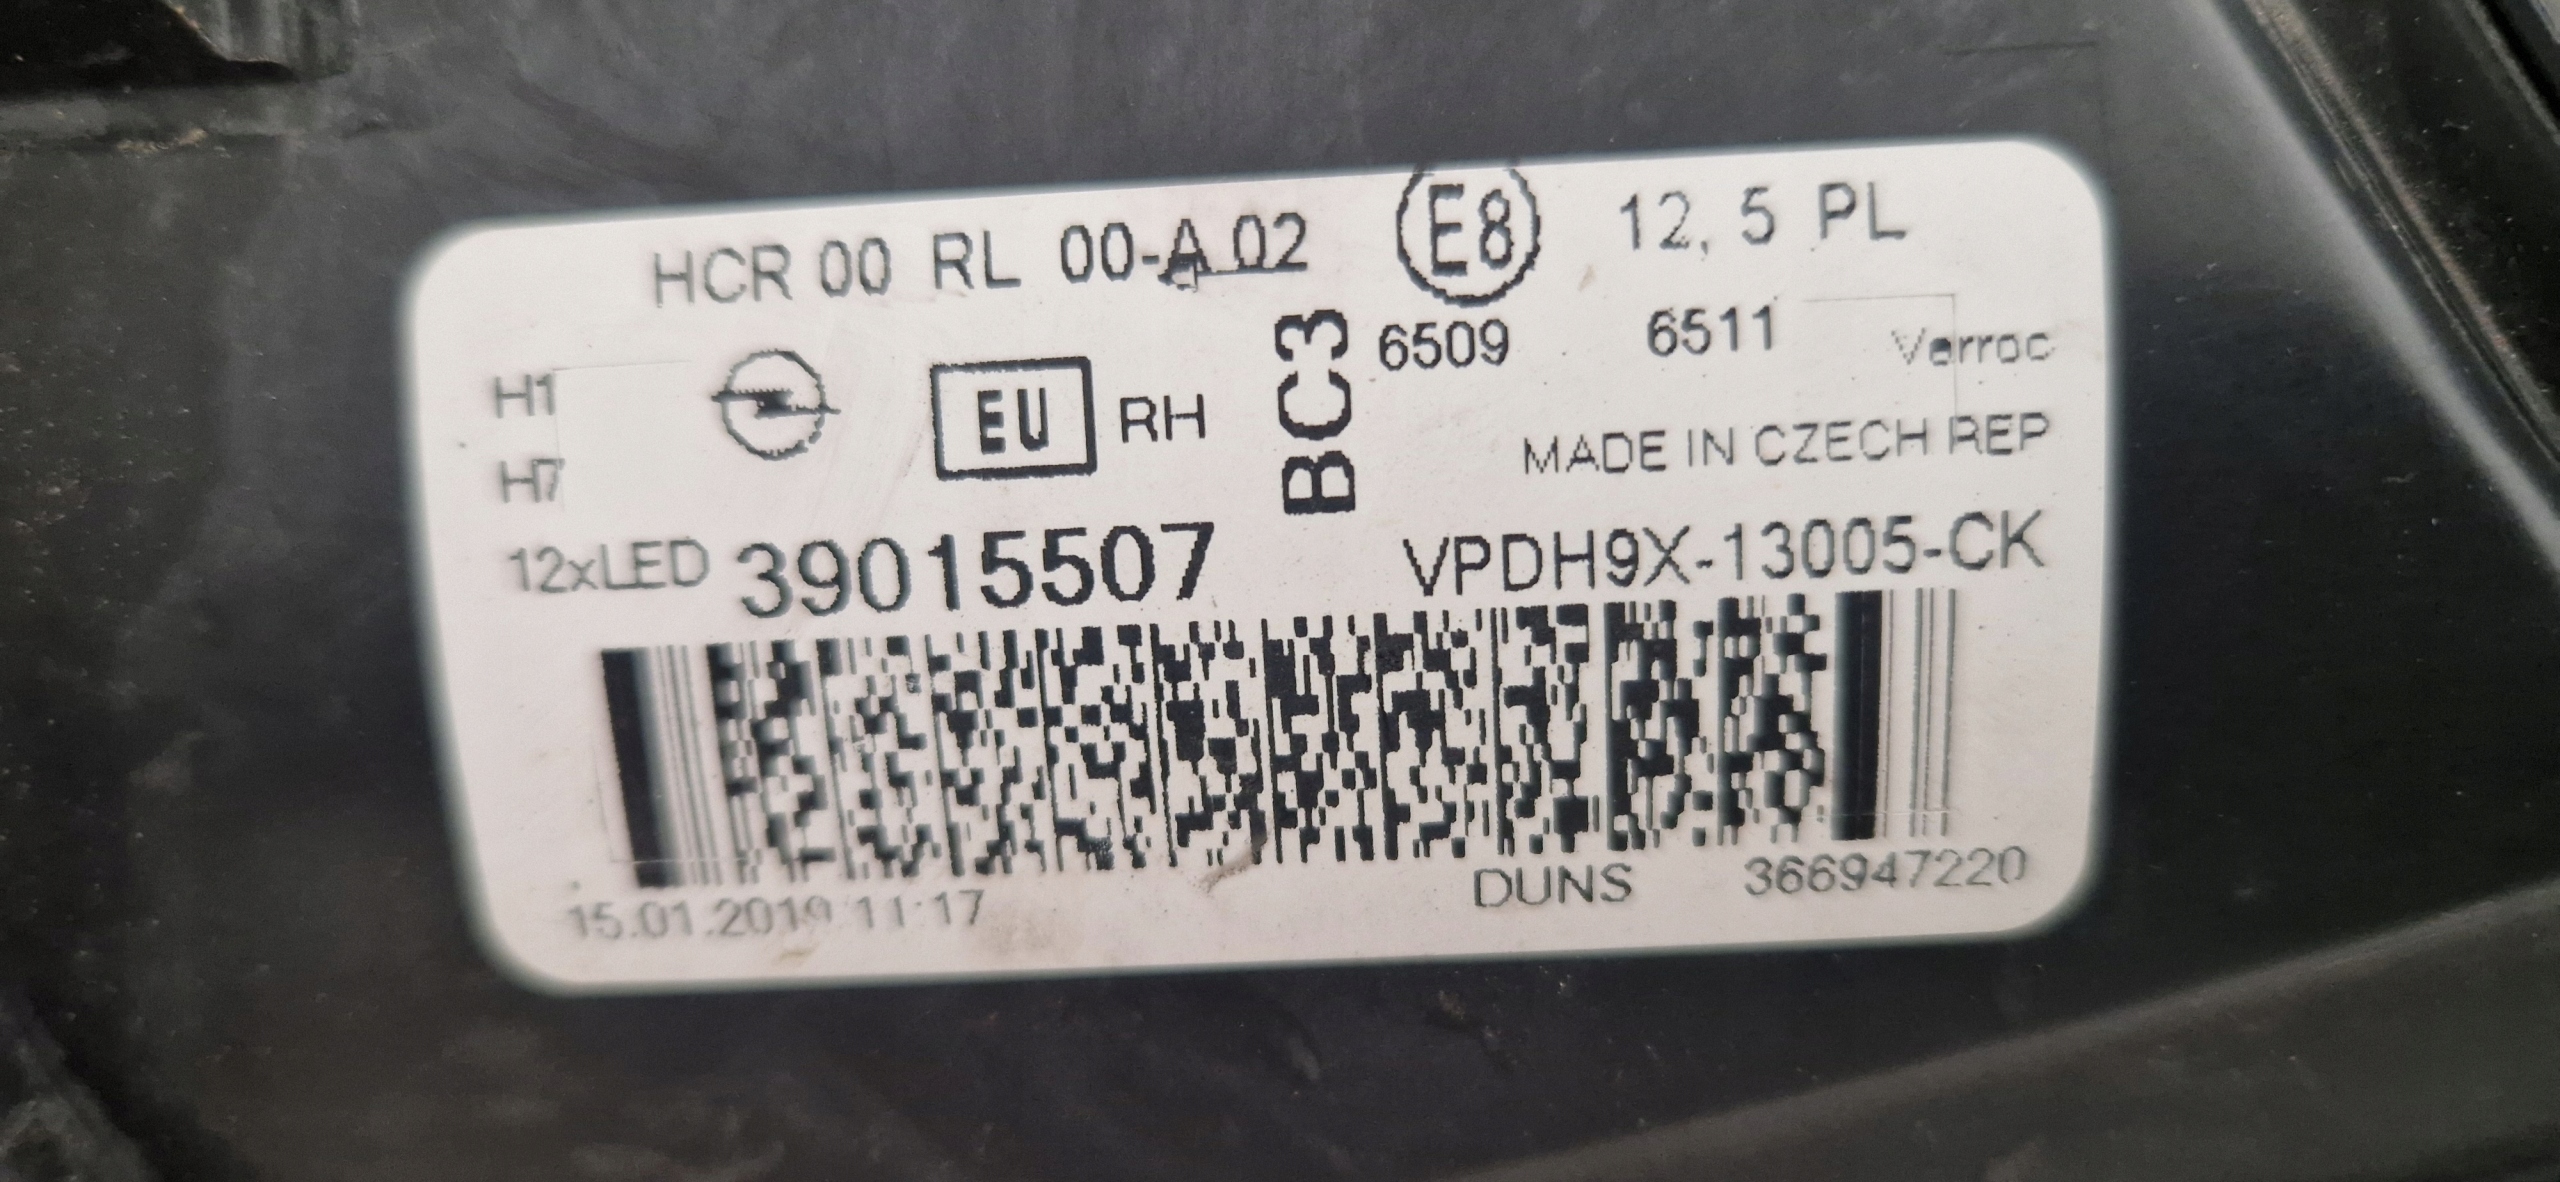 HCR 00 RL 00-A 02 E8 12, 5 PL
6509 6511 Varroc
H1 EU RH BC3
MADE IN CZECH REP
H7
12xLED 39015507 VPDH9X-13005-CK
DUNS 366947220
15.01.2019 11:17